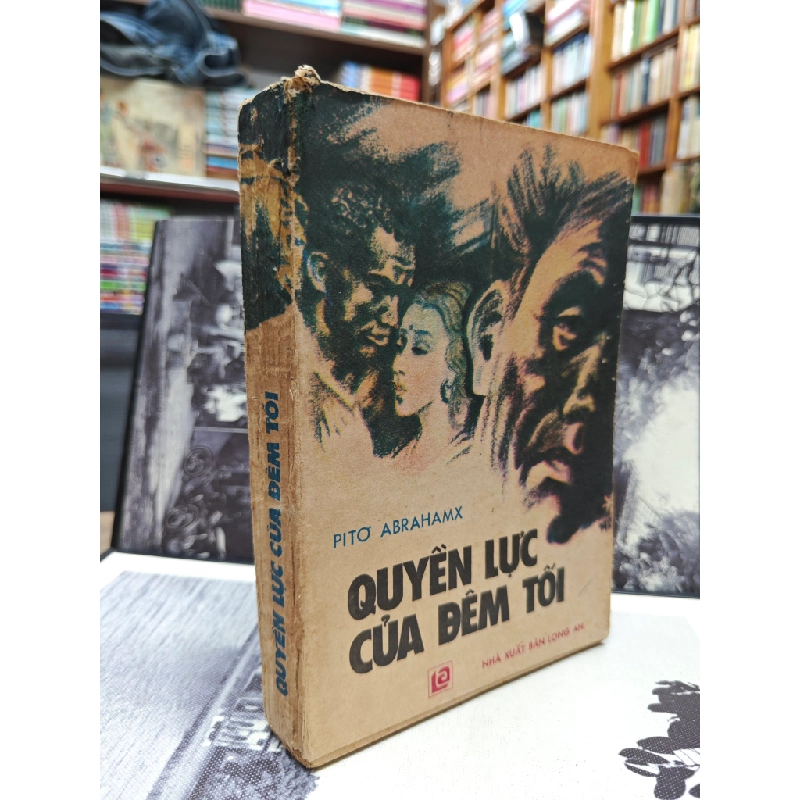 PITƠ ABRAHAMX
QUYỀN LỰC
CỦA ĐÊM TỐI
NHÀ XUẤT BẢN LONG AN
QUYỀN LỰC CỦA ĐÊM TỐI